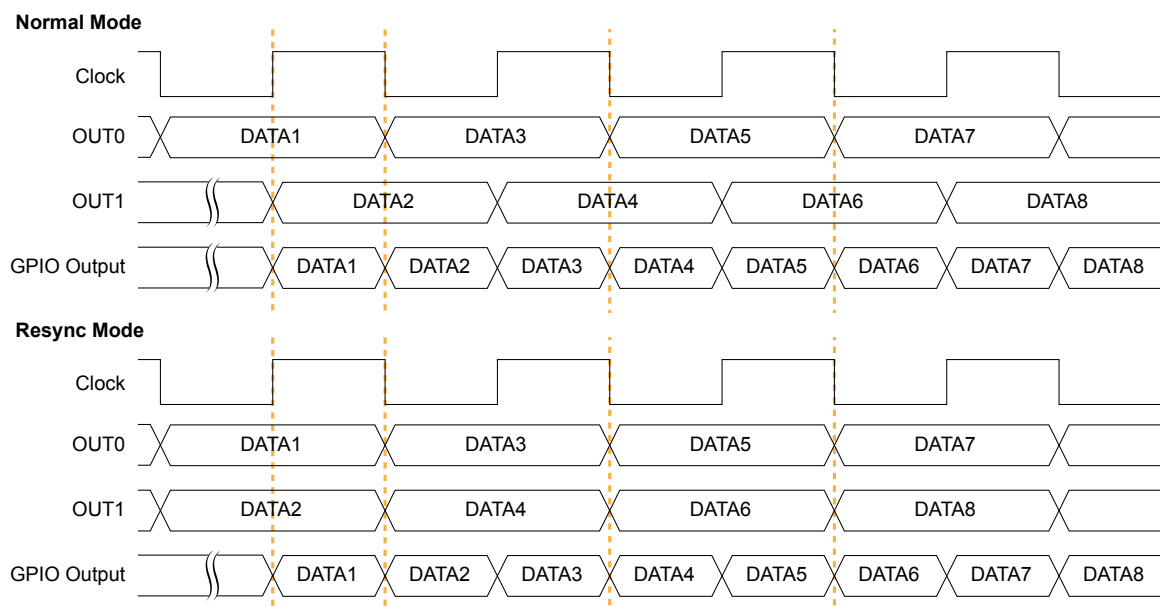 Normal Mode
Clock
OUT0 DATA1 DATA3 DATA5 DATA7
OUT1 DATA2 DATA4 DATA6 DATA8
GPIO Output DATA1 DATA2 DATA3 DATA4 DATA5 DATA6 DATA7 DATA8
Resync Mode
Clock
OUT0 DATA1 DATA3 DATA5 DATA7
OUT1 DATA2 DATA4 DATA6 DATA8
GPIO Output DATA1 DATA2 DATA3 DATA4 DATA5 DATA6 DATA7 DATA8